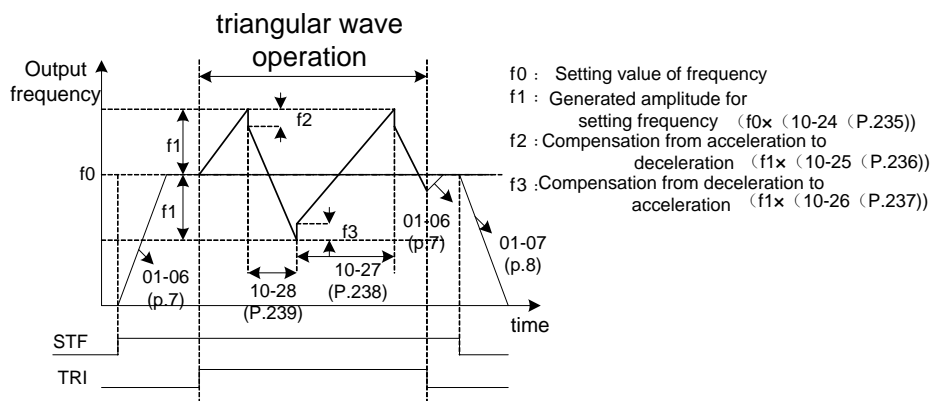 triangular wave
operation
Output
frequency
f0
f1
f1
f2
f3
01-06
(p.7)
10-28
(P.239)
10-27
(P.238)
01-06
(p.7)
01-07
(p.8)
time
STF
TRI
f0： Setting value of frequency
f1：Generated amplitude for
setting frequency （f0×（10-24（P.235））
f2：Compensation from acceleration to
deceleration （f1×（10-25（P.236））
f3：Compensation from deceleration to
acceleration （f1×（10-26（P.237））